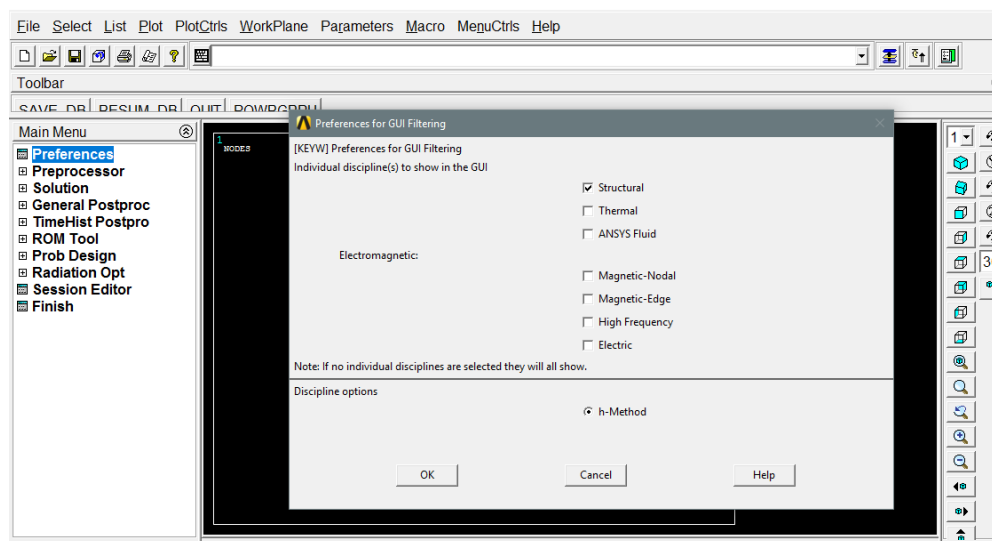 File Select List Plot PlotCtrls WorkPlane Parameters Macro MenuCtrls Help
Toolbar
SAVE_DB RESUM_DB QUIT POWRGRPH
Main Menu
Preferences
Preprocessor
Solution
General Postproc
TimeHist Postpro
ROM Tool
Prob Design
Radiation Opt
Session Editor
Finish
1
NODES
Preferences for GUI Filtering
[KEYW] Preferences for GUI Filtering
Individual discipline(s) to show in the GUI
Structural
Thermal
ANSYS Fluid
Electromagnetic:
Magnetic-Nodal
Magnetic-Edge
High Frequency
Electric
Note: If no individual disciplines are selected they will all show.
Discipline options
h-Method
OK Cancel Help
1
3